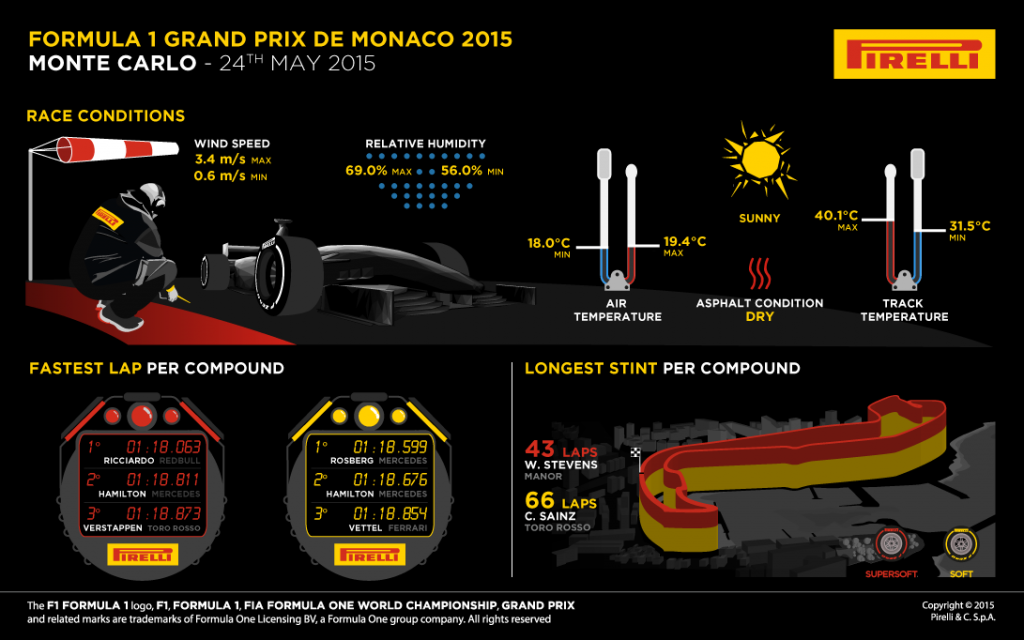 FORMULA 1 GRAND PRIX DE MONACO 2015
MONTE CARLO - 24TH MAY 2015
PIRELLI
RACE CONDITIONS
WIND SPEED
3.4 m/s MAX
0.6 m/s MIN
RELATIVE HUMIDITY
69.0% MAX 56.0% MIN
PIRELLI
PIRELLI
18.0°C
MIN
19.4°C
MAX
AIR
TEMPERATURE
SUNNY
ASPHALT CONDITION
DRY
40.1°C
MAX
31.5°C
MIN
TRACK
TEMPERATURE
FASTEST LAP PER COMPOUND
1° 01:18.063
RICCIARDO REDBULL
2° 01:18.811
HAMILTON MERCEDES
3° 01:18.873
VERSTAPPEN TORO ROSSO
PIRELLI
1° 01:18.599
ROSBERG MERCEDES
2° 01:18.676
HAMILTON MERCEDES
3° 01:18.854
VETTEL FERRARI
PIRELLI
LONGEST STINT PER COMPOUND
43 LAPS
W. STEVENS
MANOR
66 LAPS
C. SAINZ
TORO ROSSO
SUPERSOFT
SOFT
The F1 FORMULA 1 logo, F1, FORMULA 1, FIA FORMULA ONE WORLD CHAMPIONSHIP, GRAND PRIX
and related marks are trademarks of Formula One Licensing BV, a Formula One group company. All rights reserved
Copyright © 2015
Pirelli & C. S.p.A.